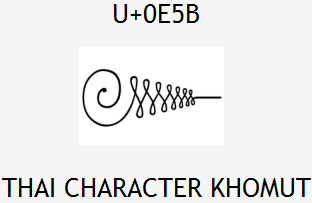 U+0E5B
๛
THAI CHARACTER KHOMUT